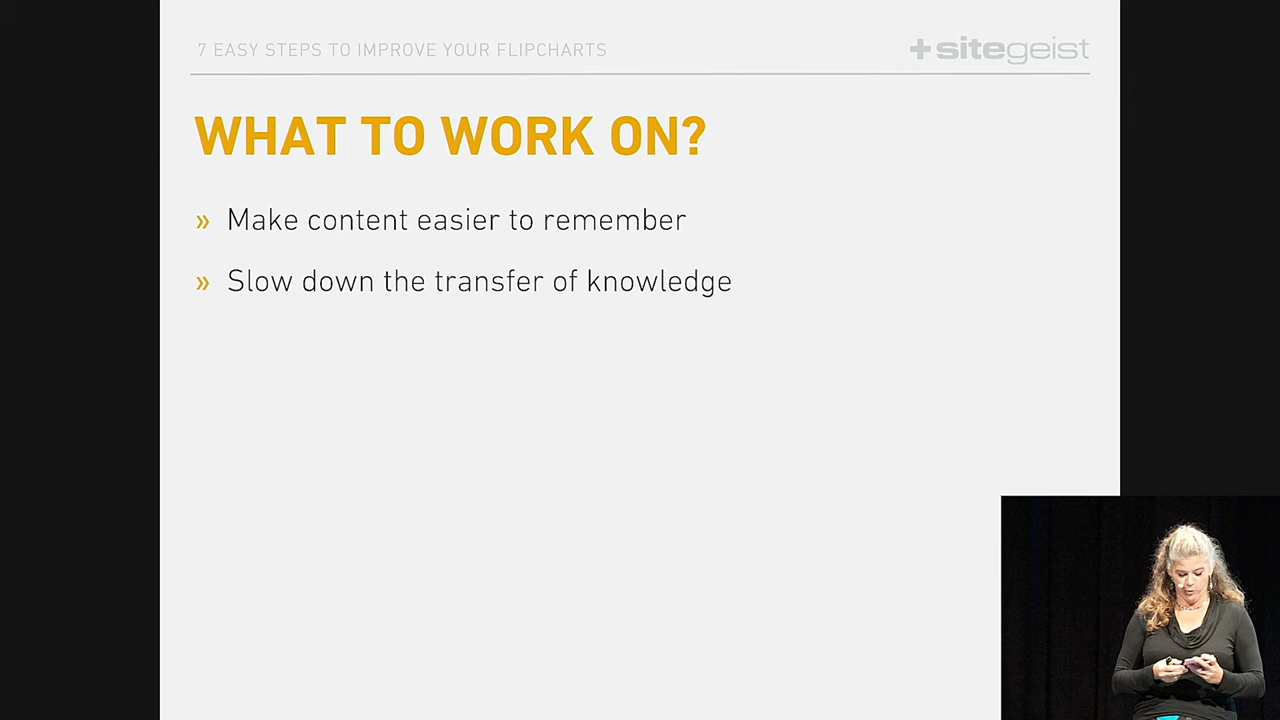 7 EASY STEPS TO IMPROVE YOUR FLIPCHARTS
+sitegeist
WHAT TO WORK ON?
» Make content easier to remember
» Slow down the transfer of knowledge